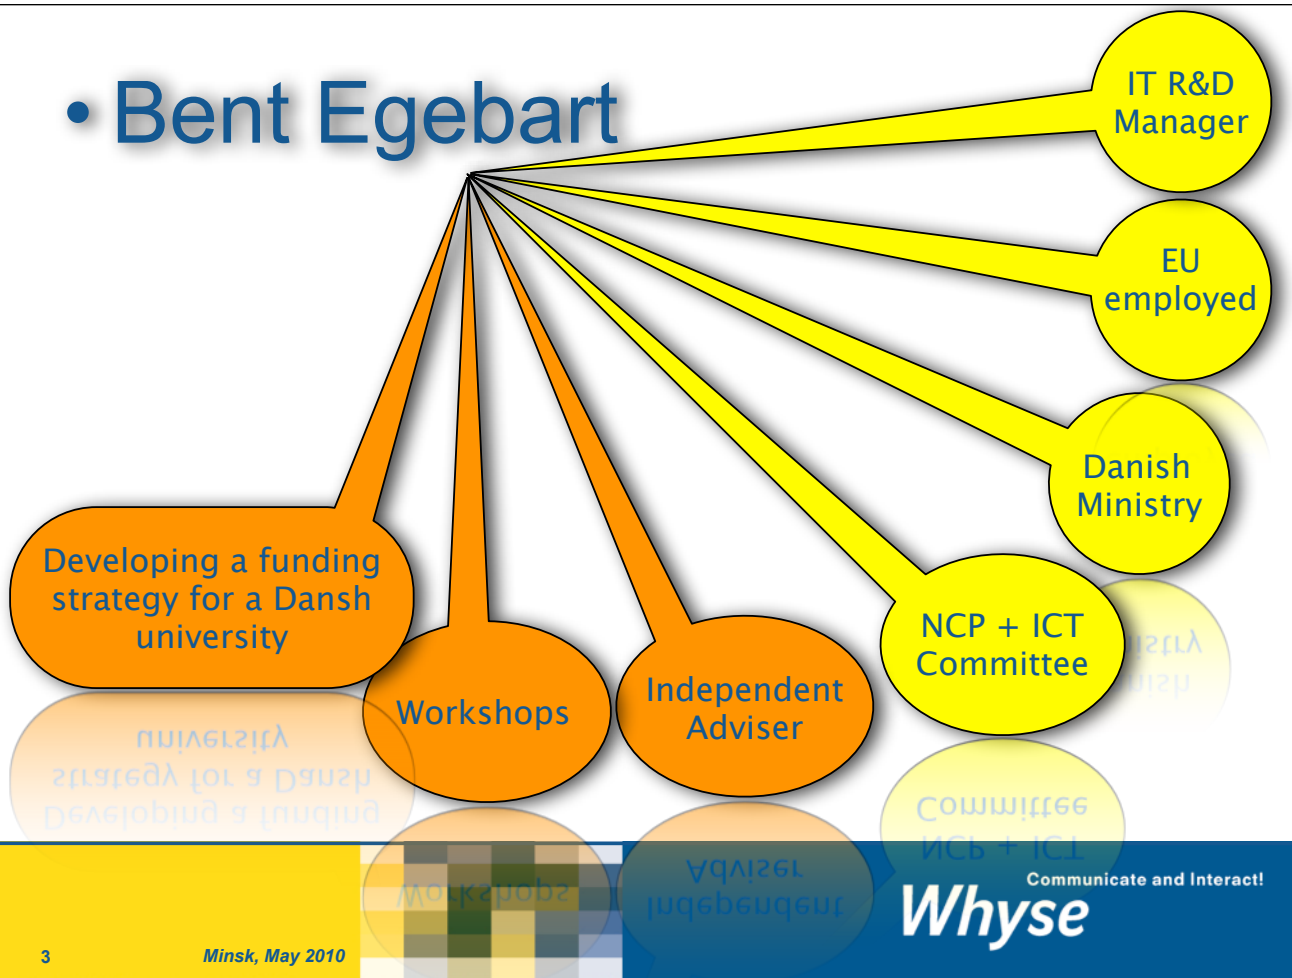 • Bent Egebart
IT R&D
Manager
EU
employed
Danish
Ministry
NCP + ICT
Committee
Independent
Adviser
Workshops
Developing a funding
strategy for a Dansh
university
3
Minsk, May 2010
Communicate and Interact!
Whyse